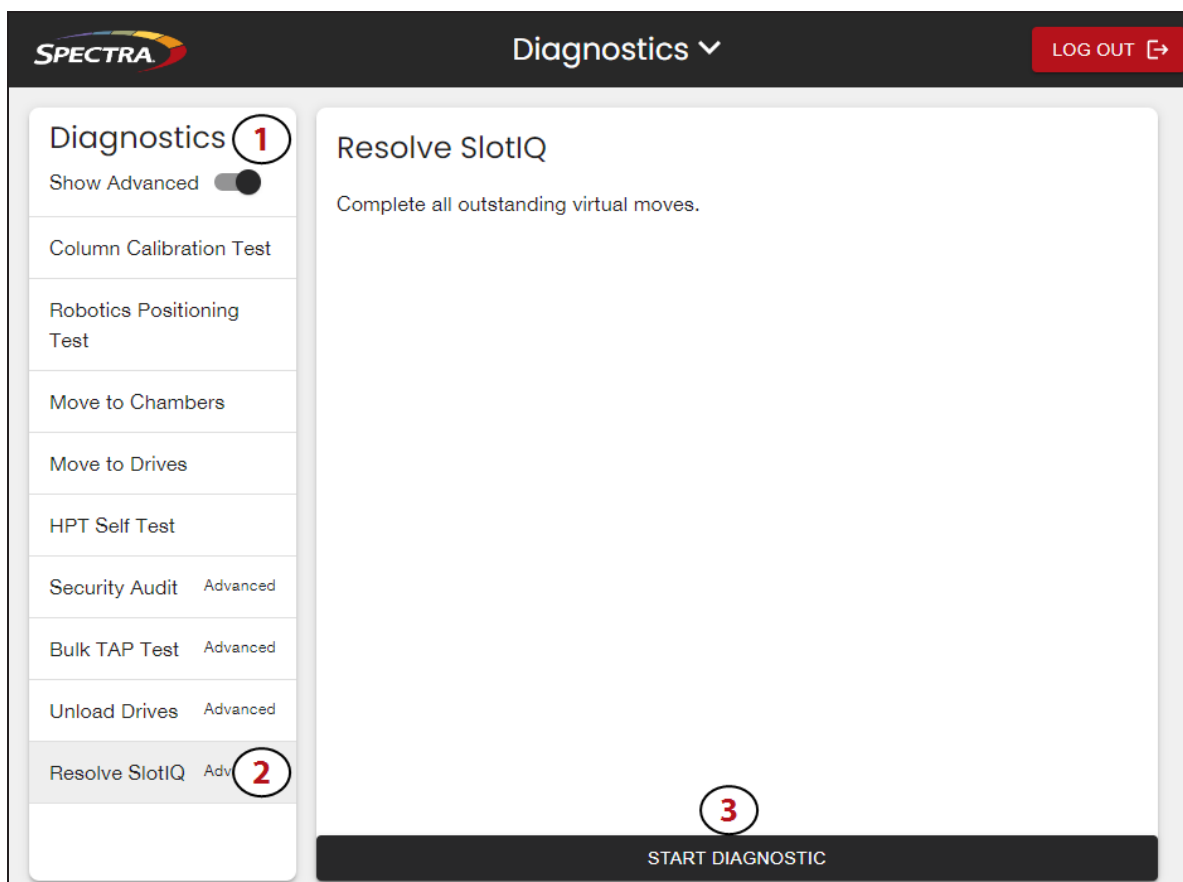 SPECTRA
Diagnostics
LOG OUT
Diagnostics 1
Show Advanced
Column Calibration Test
Robotics Positioning
Test
Move to Chambers
Move to Drives
HPT Self Test
Security Audit Advanced
Bulk TAP Test Advanced
Unload Drives Advanced
Resolve SlotIQ Adv 2
Resolve SlotIQ
Complete all outstanding virtual moves.
3
START DIAGNOSTIC